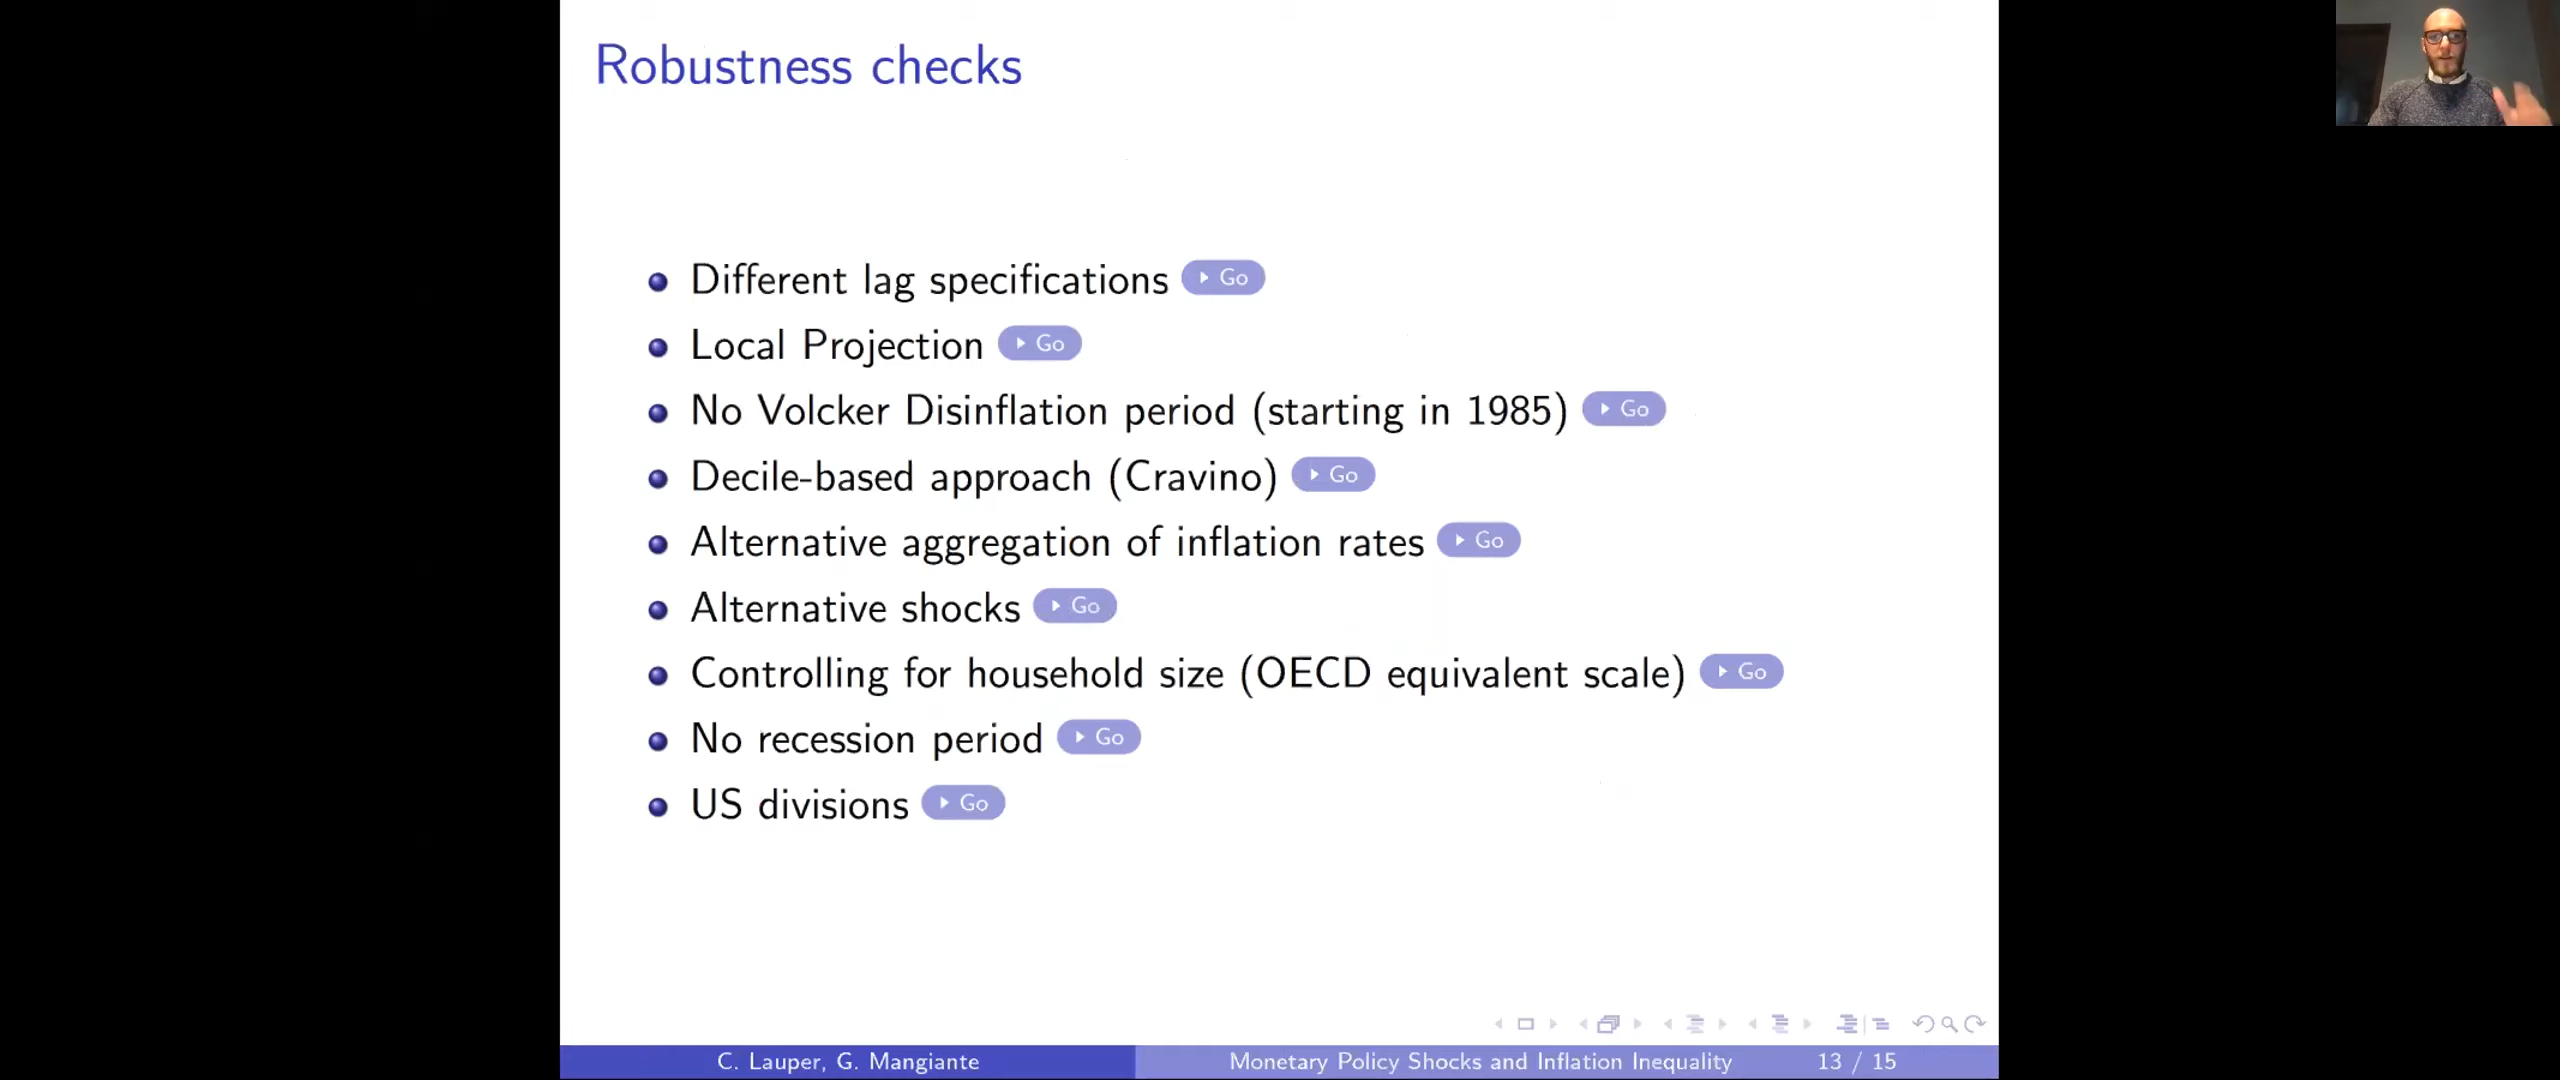 Robustness checks
Different lag specifications Go
Local Projection Go
No Volcker Disinflation period (starting in 1985) Go
Decile-based approach (Cravino) Go
Alternative aggregation of inflation rates Go
Alternative shocks Go
Controlling for household size (OECD equivalent scale) Go
No recession period Go
US divisions Go
C. Lauper, G. Mangiante Monetary Policy Shocks and Inflation Inequality 13 / 15